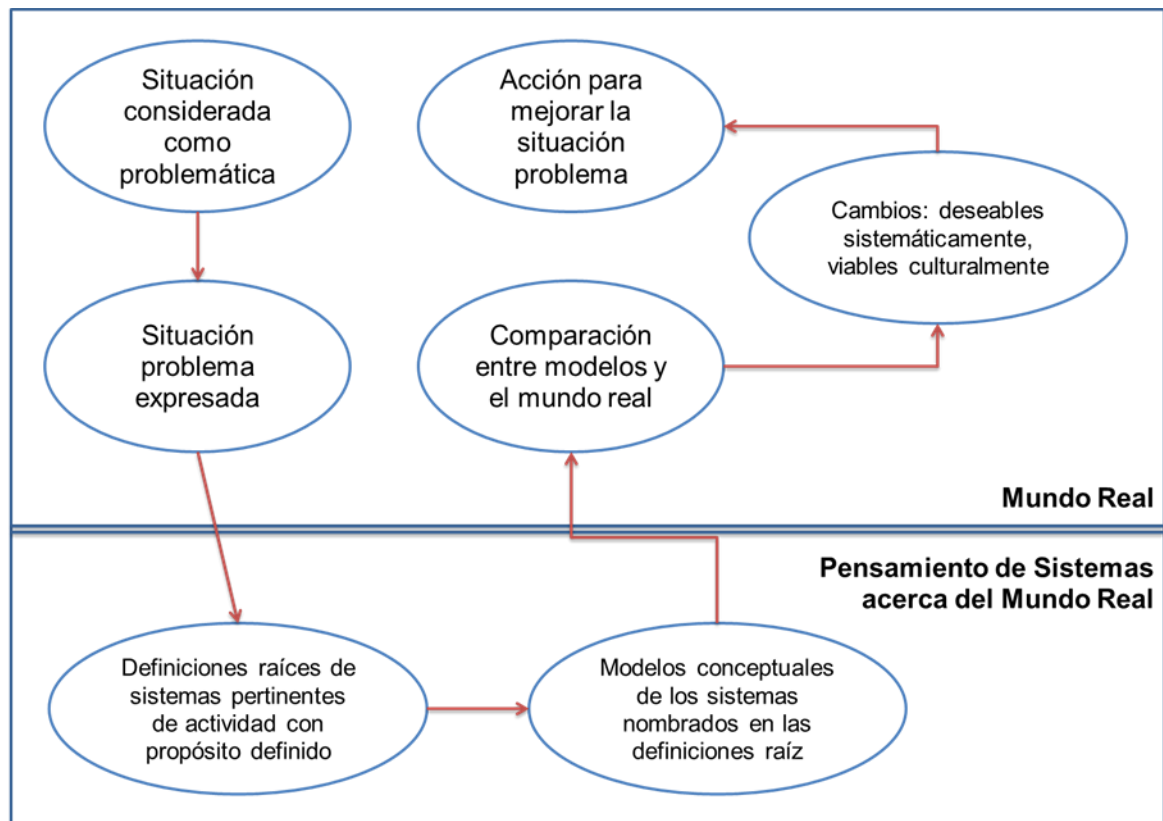 Situación
considerada
como
problemática
Situación
problema
expresada
Acción para
mejorar la
situación
problema
Cambios: deseables
sistemáticamente,
viables culturalmente
Comparación
entre modelos y
el mundo real
Mundo Real
Pensamiento de Sistemas
acerca del Mundo Real
Definiciones raíces de
sistemas pertinentes
de actividad con
propósito definido
Modelos conceptuales
de los sistemas
nombrados en las
definiciones raíz